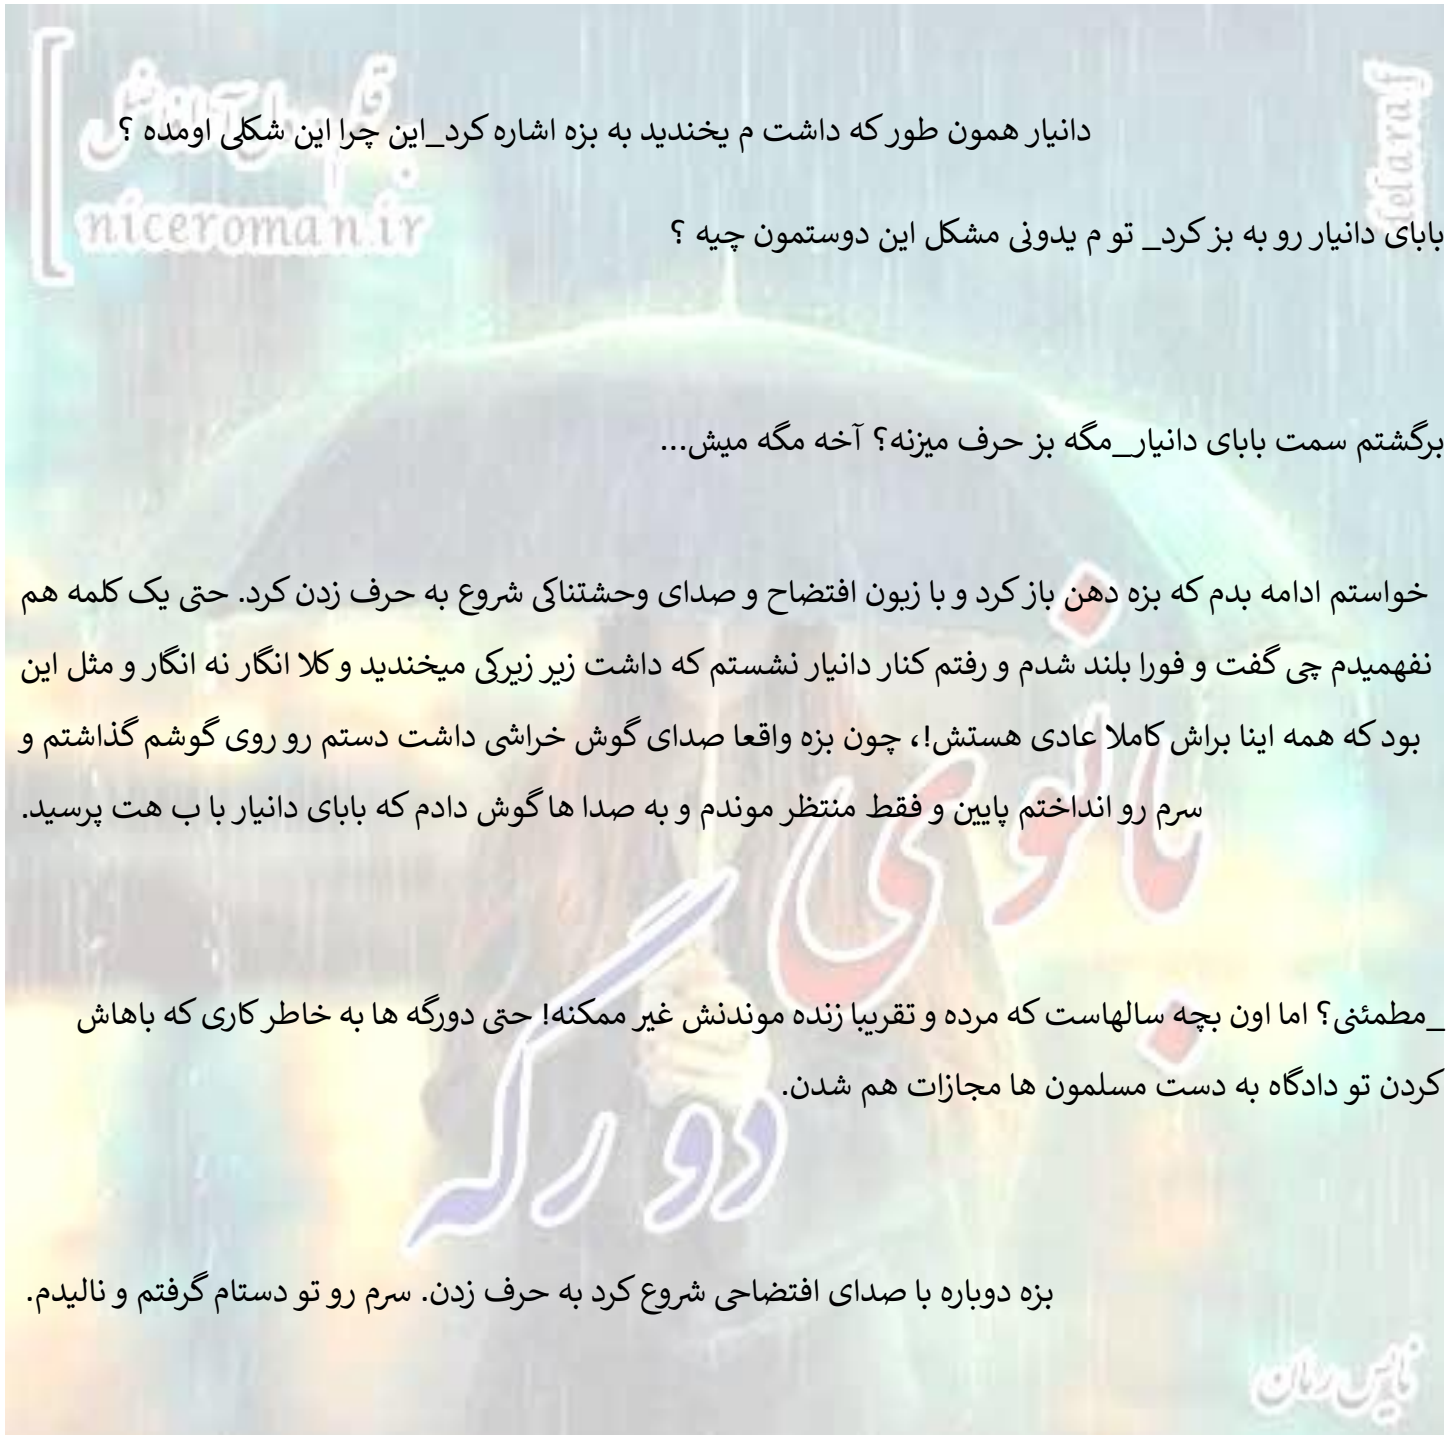 قلم، دل، آرامش
niceroman.ir
delaraf
دانیار همون طور که داشت م یخندید به بزه اشاره کرد_این چرا این شکلی اومده ؟
بابای دانیار رو به بز کرد_ تو م یدونی مشکل این دوستمون چیه ؟
برگشتم سمت بابای دانیار_مگه بز حرف میزنه؟ آخه مگه میش...
خواستم ادامه بدم که بزه دهن باز کرد و با زبون افتضاح و صدای وحشتناکی شروع به حرف زدن کرد. حتی یک کلمه هم
نفهمیدم چی گفت و فورا بلند شدم و رفتم کنار دانیار نشستم که داشت زیر زیرکی میخندید و کلا انگار نه انگار و مثل این
بود که همه اینا براش کاملا عادی هستش!، چون بزه واقعا صدای گوش خراشی داشت دستم رو روی گوشم گذاشتم و
سرم رو انداختم پایین و فقط منتظر موندم و به صدا ها گوش دادم که بابای دانیار با ب هت پرسید.
بانوی
_مطمئنی؟ اما اون بچه سالهاست که مرده و تقریبا زنده موندنش غیر ممکنه! حتی دورگه ها به خاطر کاری که باهاش
کردن تو دادگاه به دست مسلمون ها مجازات هم شدن.
دو رگه
بزه دوباره با صدای افتضاحی شروع کرد به حرف زدن. سرم رو تو دستام گرفتم و نالیدم.
نایس رمان